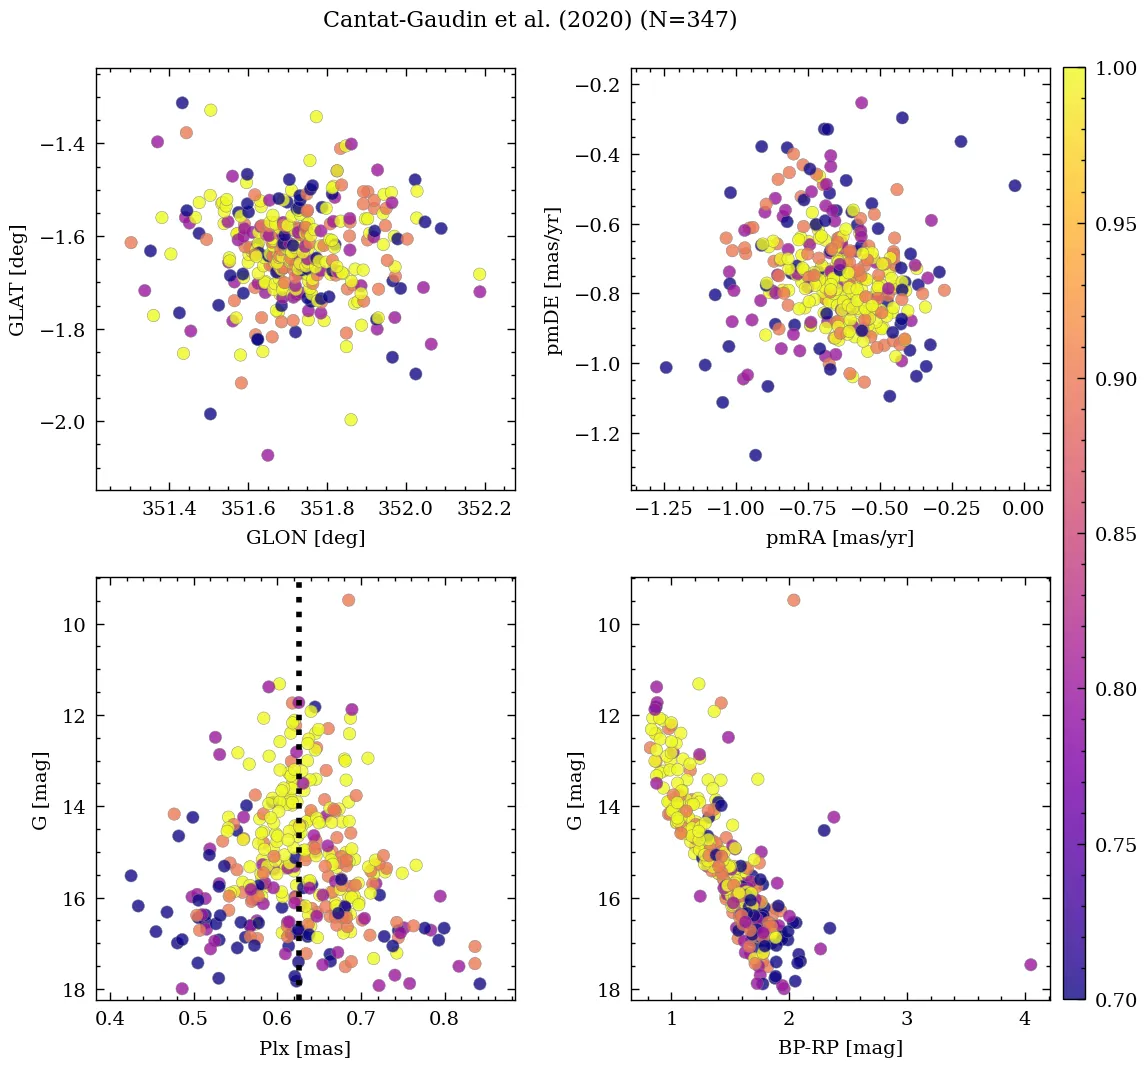 Cantat-Gaudin et al. (2020) (N=347)
−1.4
−1.6
−1.8
−2.0
GLAT [deg]
351.4 351.6 351.8 352.0 352.2
GLON [deg]
−0.2
−0.4
−0.6
−0.8
−1.0
−1.2
pmDE [mas/yr]
−1.25 −1.00 −0.75 −0.50 −0.25 0.00
pmRA [mas/yr]
10
12
14
16
18
G [mag]
0.4 0.5 0.6 0.7 0.8
Plx [mas]
10
12
14
16
18
G [mag]
1 2 3 4
BP-RP [mag]
1.00
0.95
0.90
0.85
0.80
0.75
0.70